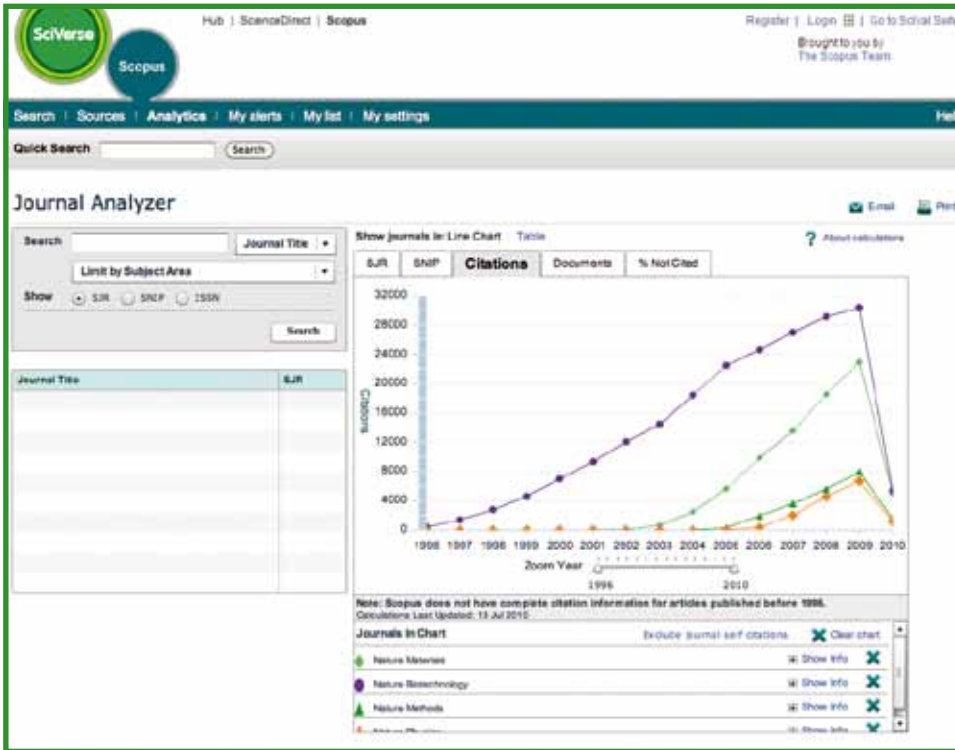 SciVerse
Scopus
Hub | ScienceDirect | Scopus
Register | Login | Go to SciVal
Brought to you by
The Scopus Team
Search | Sources | Analytics | My alerts | My list | My settings
Quick Search Search
Journal Analyzer
E-mail Print
Search Journal Title
Limit by Subject Area
Show SJR SNIP ISSN
Search
Journal Title SJR
Show journals in: Line Chart Table
? About calculations
SJR SNIP Citations Documents % Not Cited
32000
28000
24000
20000
16000
12000
8000
4000
0
Citations
1996 1997 1998 1999 2000 2001 2002 2003 2004 2005 2006 2007 2008 2009 2010
Zoom Year
1996 2010
Note: Scopus does not have complete citation information for articles published before 1996.
Calculations Last Updated: 13 Jul 2010
Journals in Chart Exclude journal self citations Clear chart
Nature Materials Show Info
Nature Biotechnology Show Info
Nature Methods Show Info